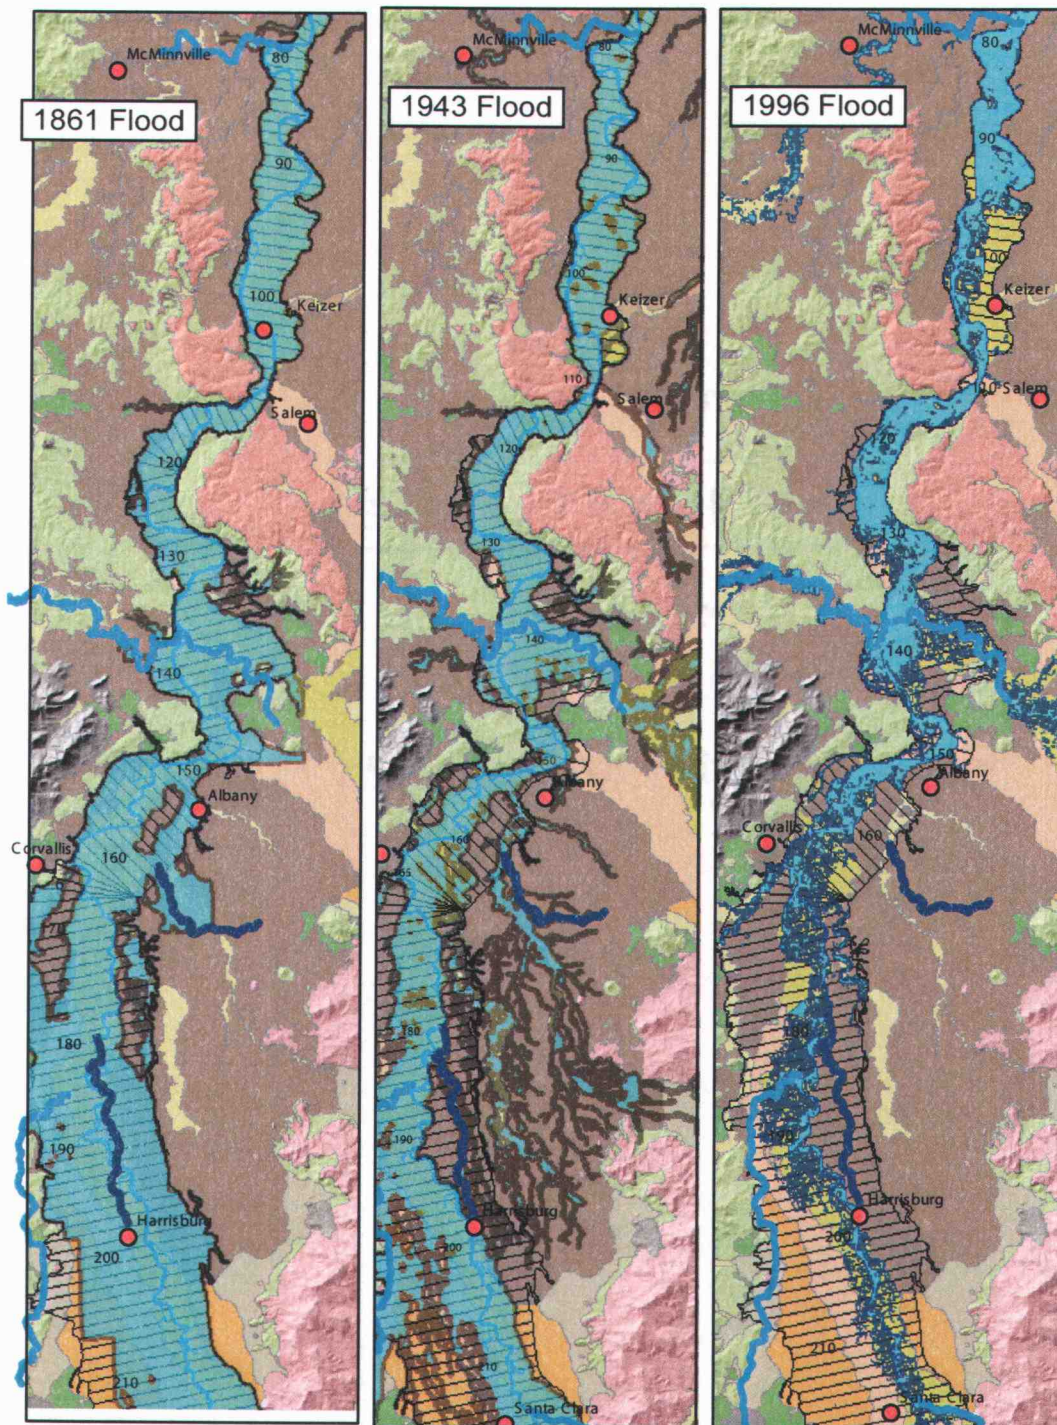 1861 Flood
McMinnville
80
90
100
Keizer
Salem
120
130
140
150
Albany
Corvallis
160
180
190
Harrisburg
200
210
1943 Flood
McMinnville
80
90
100
Keizer
110
Salem
120
130
140
150
Albany
160
165
180
190
Harrisburg
200
210
Santa Clara
1996 Flood
McMinnville
80
90
100
Keizer
110
Salem
120
130
140
150
Albany
Corvallis
160
180
190
Harrisburg
200
210
Santa Clara